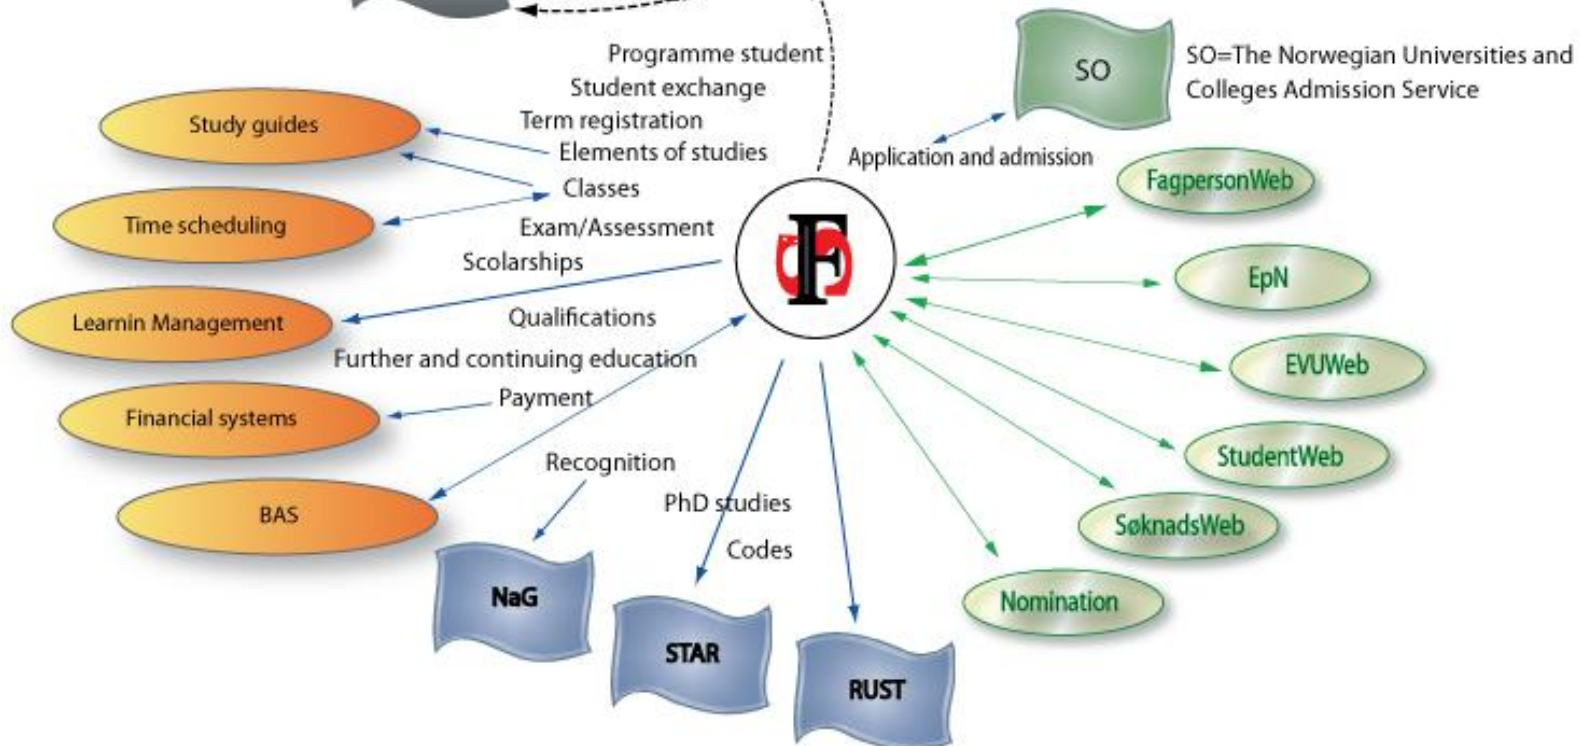 Programme student
Student exchange
Term registration
Elements of studies
Classes
Exam/Assessment
Scolarships
Qualifications
Further and continuing education
Payment
Recognition
PhD studies
Codes
Study guides
Time scheduling
Learnin Management
Financial systems
BAS
NaG
STAR
RUST
SO
SO=The Norwegian Universities and
Colleges Admission Service
Application and admission
FagpersonWeb
EpN
EVUWeb
StudentWeb
SøknadsWeb
Nomination
F